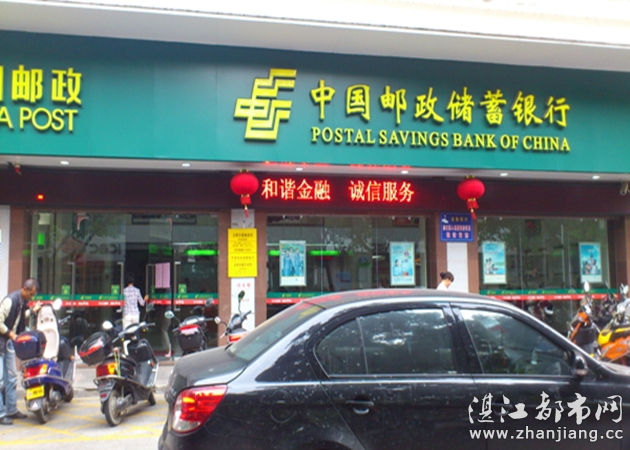 国邮政
A POST
中国邮政储蓄银行
POSTAL SAVINGS BANK OF CHINA
和谐金融 诚信服务
湛江都市网
www.zhanjiang.cc